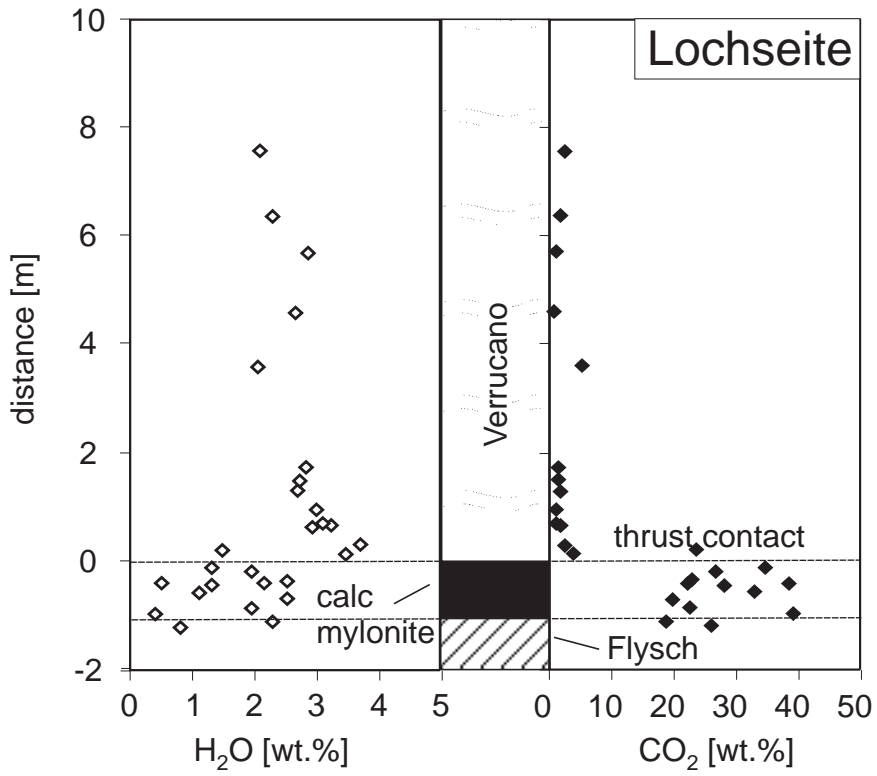 Lochseite
10
8
6
4
2
0
-2
distance [m]
Verrucano
thrust contact
calc
mylonite
Flysch
0 1 2 3 4 5
0 10 20 30 40 50
H₂O [wt.%]
CO₂ [wt.%]